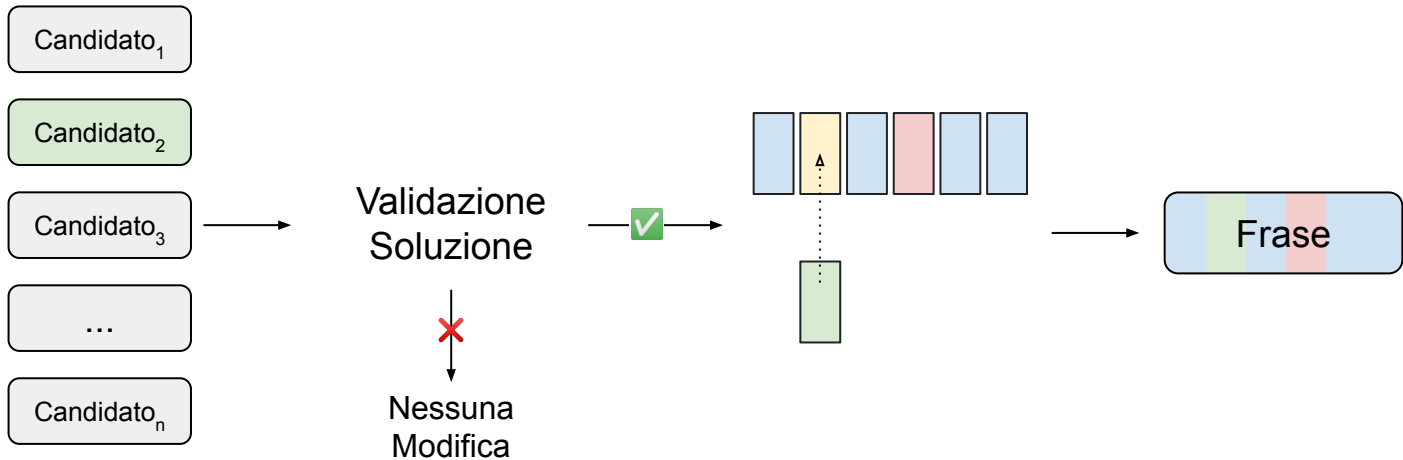 Candidato₁
Candidato₂
Candidato₃
...
Candidatoₙ
Validazione
Soluzione
Nessuna
Modifica
Frase